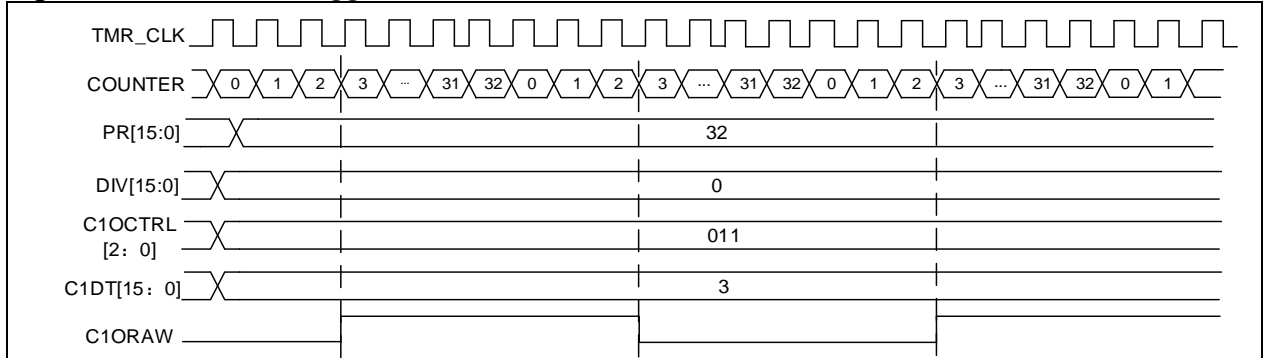 TMR_CLK
COUNTER 0 1 2 3 ... 31 32 0 1 2 3 ... 31 32 0 1 2 3 ... 31 32 0 1
PR[15:0] 32
DIV[15:0] 0
C1OCTRL
[2：0] 011
C1DT[15：0] 3
C1ORAW